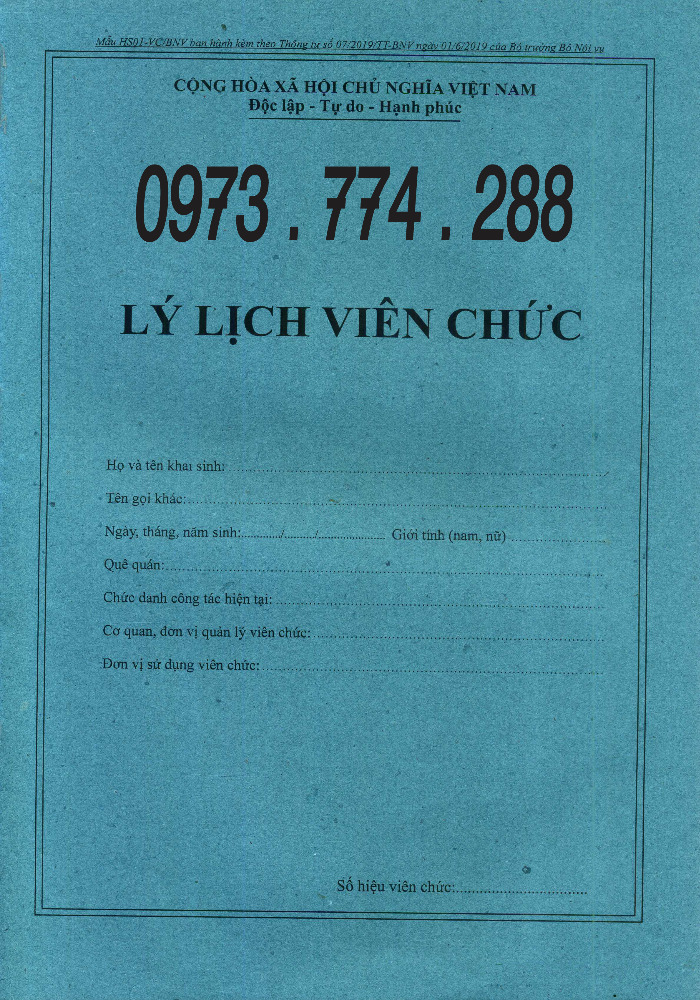 Mẫu HS01-VC/BNV ban hành kèm theo Thông tư số 07/2019/TT-BNV ngày 01/6/2019 của Bộ trưởng Bộ Nội vụ
CỘNG HÒA XÃ HỘI CHỦ NGHĨA VIỆT NAM
Độc lập - Tự do - Hạnh phúc
0973 . 774 . 288
LÝ LỊCH VIÊN CHỨC
Họ và tên khai sinh:
Tên gọi khác:
Ngày, tháng, năm sinh:............/............/........................ Giới tính (nam, nữ)
Quê quán:
Chức danh công tác hiện tại:
Cơ quan, đơn vị quản lý viên chức:
Đơn vị sử dụng viên chức:
Số hiệu viên chức: